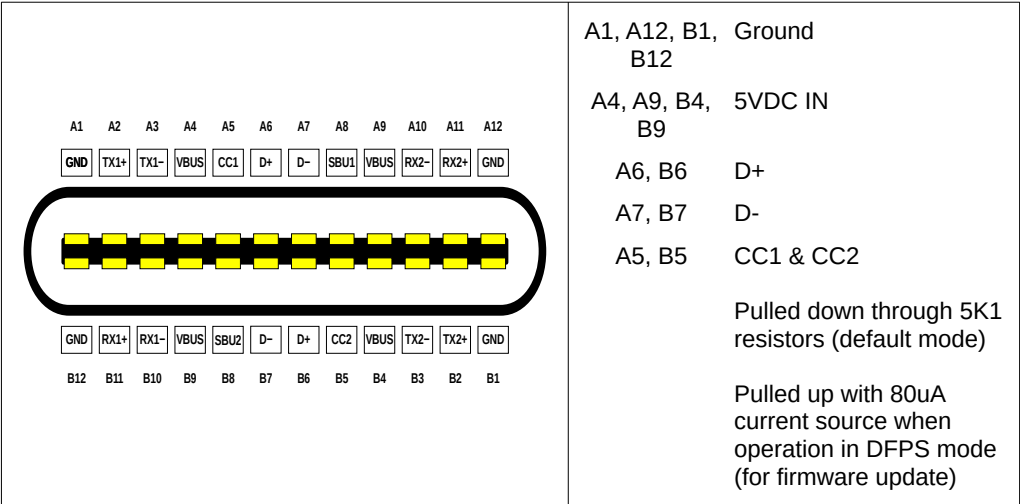 A1 A2 A3 A4 A5 A6 A7 A8 A9 A10 A11 A12
GND TX1+ TX1− VBUS CC1 D+ D− SBU1 VBUS RX2− RX2+ GND
GND RX1+ RX1− VBUS SBU2 D− D+ CC2 VBUS TX2− TX2+ GND
B12 B11 B10 B9 B8 B7 B6 B5 B4 B3 B2 B1
A1, A12, B1, Ground
B12
A4, A9, B4, 5VDC IN
B9
A6, B6 D+
A7, B7 D-
A5, B5 CC1 & CC2
Pulled down through 5K1
resistors (default mode)
Pulled up with 80uA
current source when
operation in DFPS mode
(for firmware update)